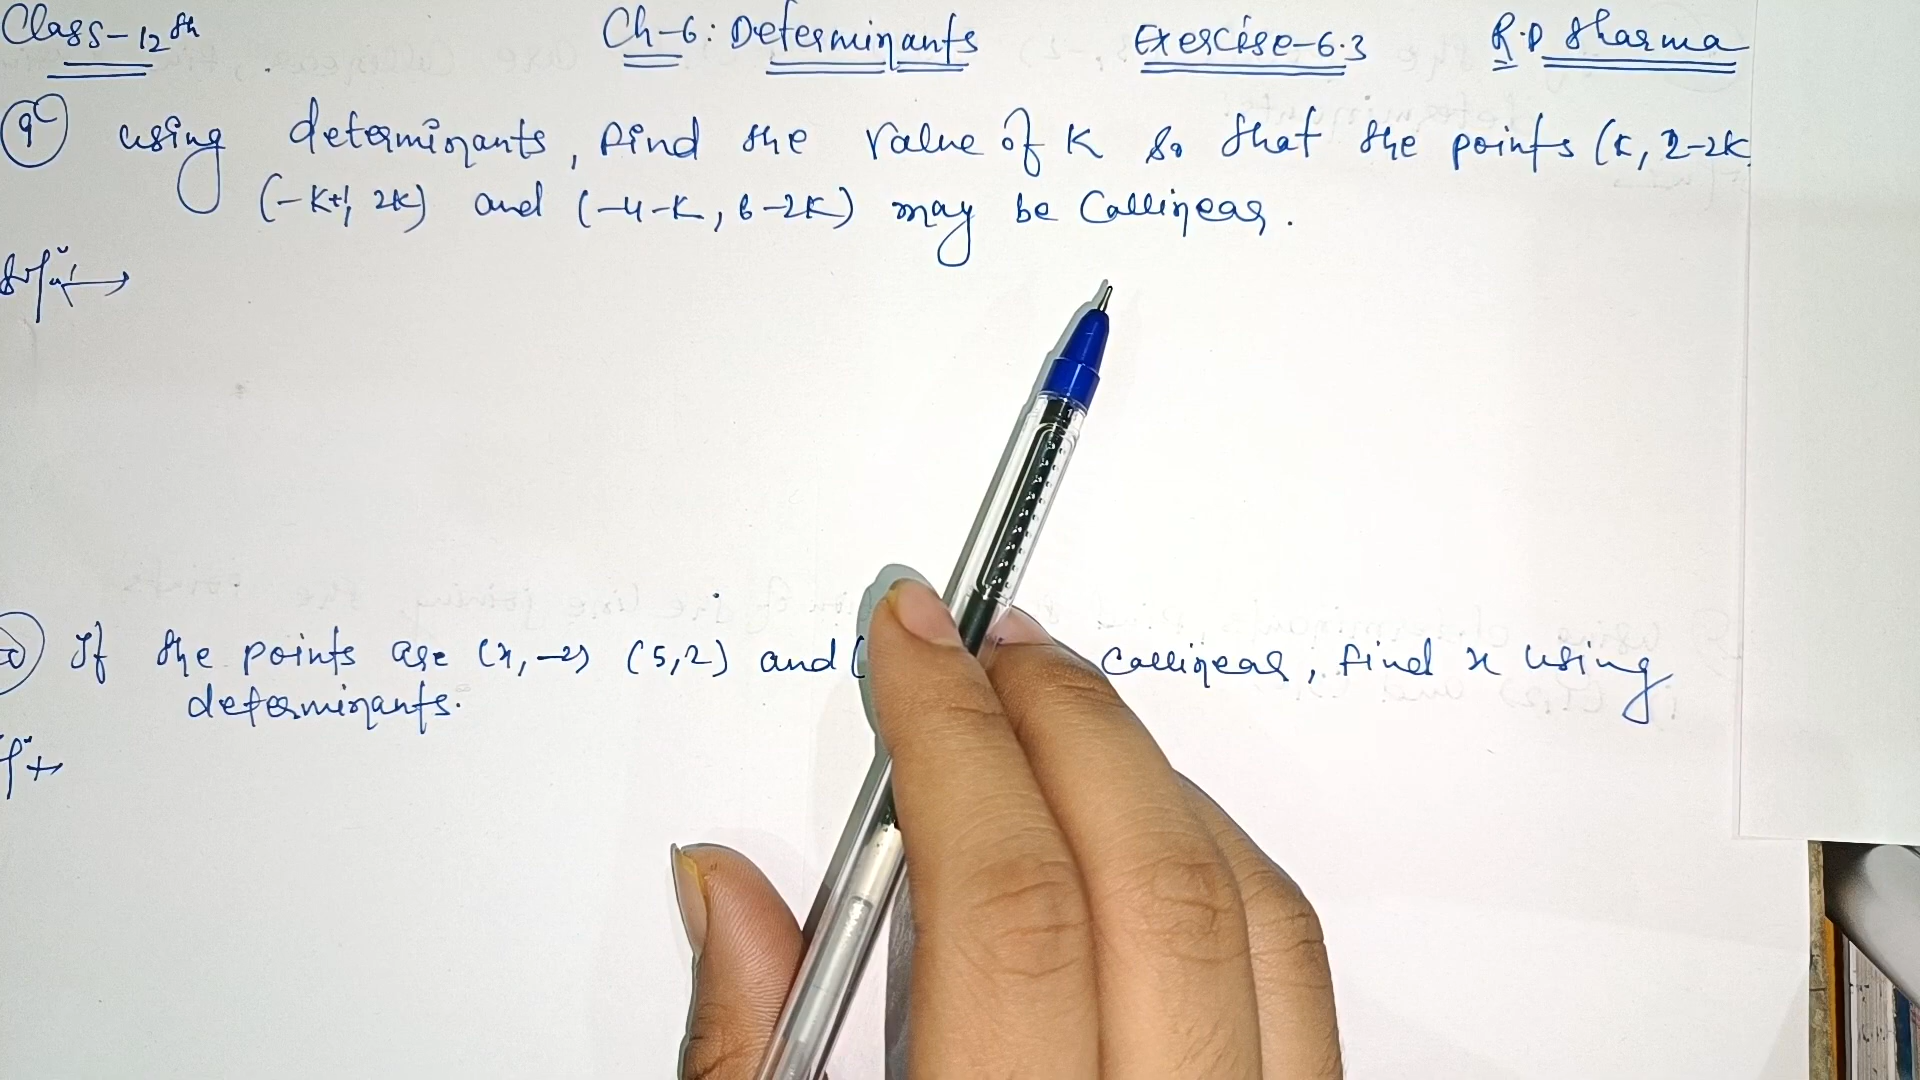 Class-12th Ch-6: Determinants Exercise-6.3 R.D Sharma
9 using determinants, find the value of K so that the points (K, 2-2K
(-K+1, 2K) and (-4-K, 6-2K) may be Collinear.
Solⁿ→
If the points are (x, -2) (5,2) and ( Collinear, find x using
determinants.